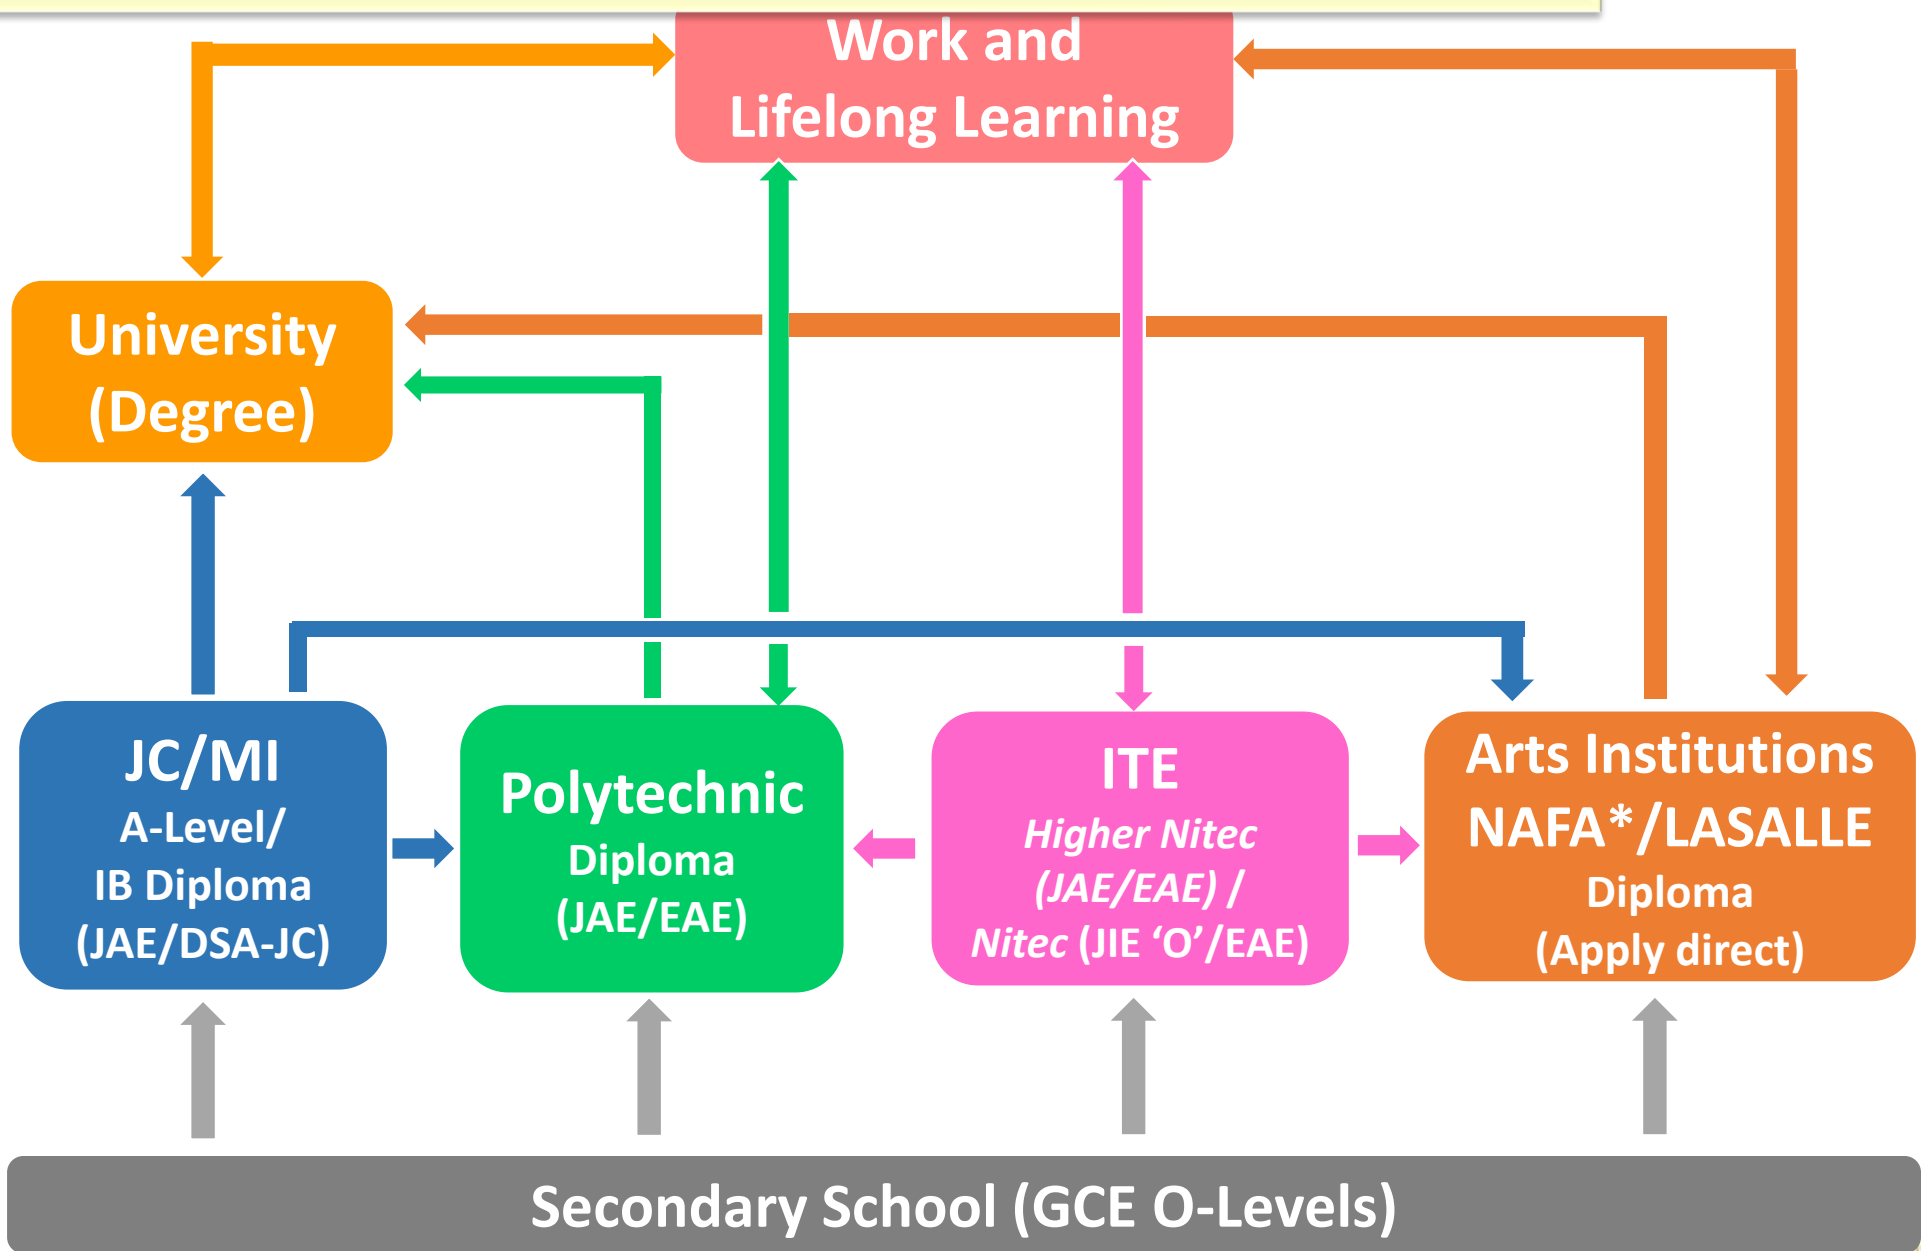 Work and
Lifelong Learning
University
(Degree)
JC/MI
A-Level/
IB Diploma
(JAE/DSA-JC)
Polytechnic
Diploma
(JAE/EAE)
ITE
Higher Nitec
(JAE/EAE) /
Nitec (JIE ‘O’/EAE)
Arts Institutions
NAFA*/LASALLE
Diploma
(Apply direct)
Secondary School (GCE O-Levels)